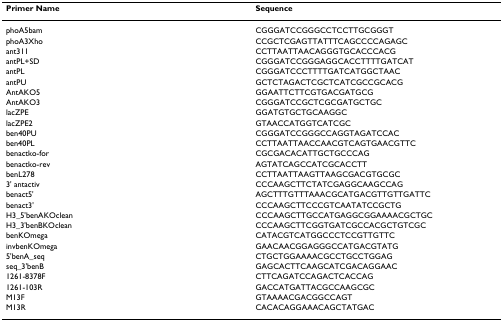 Primer Name	Sequence
phoA5bam	CGGGATCCGGGCCTCCTTGCGGGT
phoA3Xho	CCGCTCGAGTTATTTCAGCCCCAGAGC
ant311	CCTTAATTAACAGGGTGCACCCACG
antPL+SD	CGGGATCCGGGAGGCACCTTTTGATCAT
antPL	CGGGATCCCTTTTGATCATGGCTAAC
antPU	GCTCTAGACTCGCTCATCGCCGCACG
AntAKO5	GGAATTCTTCGTGACGATGCG
AntAKO3	CGGGATCCGCTCGCGATGCTGC
lacZPE	GGATGTGCTGCAAGGC
lacZPE2	GTAACCATGGTCATCGC
ben40PU	CGGGATCCGGGCCAGGTAGATCCAC
ben40PL	CCTTAATTAACCAACGTCAGTGAACGTTC
benactko-for	CGCGACACATTGCTGCCCAG
benactko-rev	AGTATCAGCCATCGCACCTT
benL278	CCTTAATTAAGTTAAGCGACGTGCGC
3' antactiv	CCCAAGCTTCTATCGAGGCAAGCCAG
benact5'	AGCTTTGTTTAAACGCATGACGTTGTTGATTC
benact3'	CCCAAGCTTCCCGTCAATATCCGCTG
H3_5'benAKOclean	CCCAAGCTTGCCATGAGGCGGAAAACGCTGC
H3_3'benBKOclean	CCCAAGCTTCGGTGATCGCCACGCTGTCGC
benKOmega	CATACGTCATGGCCCTCCGTTGTTC
invbenKOmega	GAACAACGGAGGGCCATGACGTATG
5'benA_seq	CTGCTGGAAAACGCCTGCCTGGAG
seq_3'benB	GAGCACTTCAAGCATCGACAGGAAC
1261-8378F	CTTCAGATCCAGACTCACCAG
1261-103R	GACCATGATTACGCCAAGCGC
M13F	GTAAAACGACGGCCAGT
M13R	CACACAGGAAACAGCTATGAC